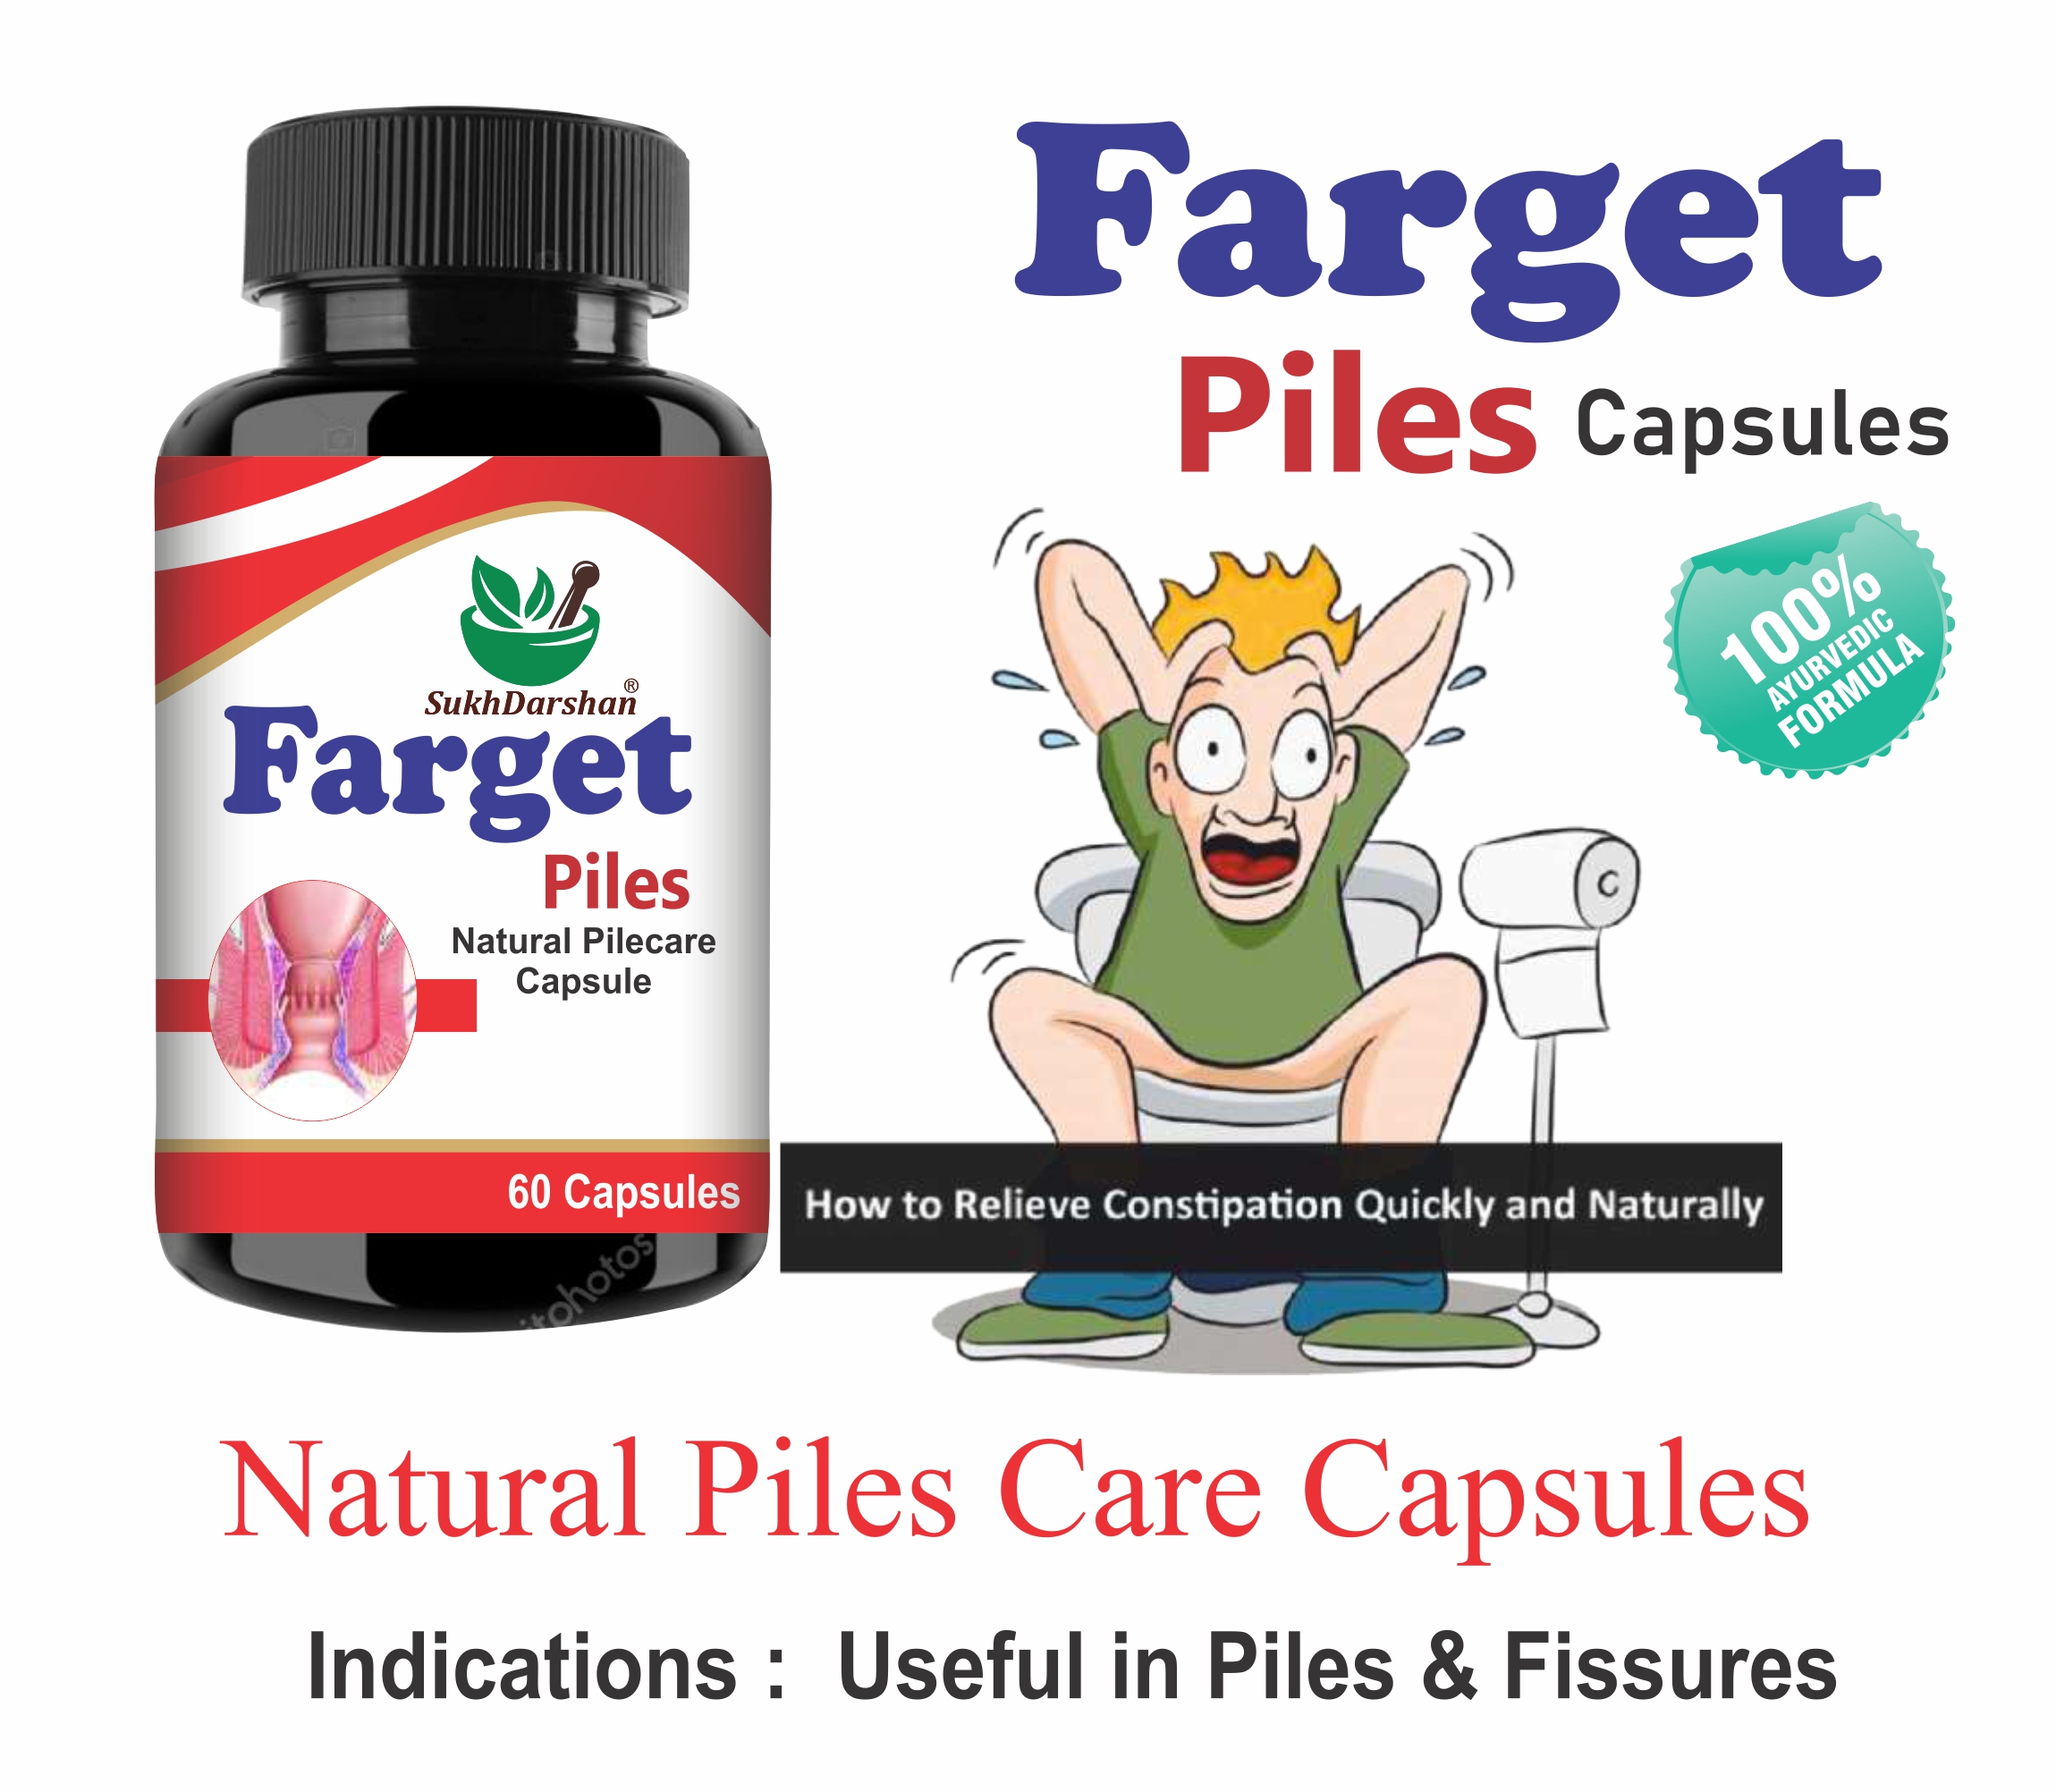 Farget
Piles Capsules
100%
AYURVEDIC
FORMULA
SukhDarshan®
Farget
Piles
Natural Pilecare
Capsule
60 Capsules
How to Relieve Constipation Quickly and Naturally
Natural Piles Care Capsules
Indications : Useful in Piles & Fissures